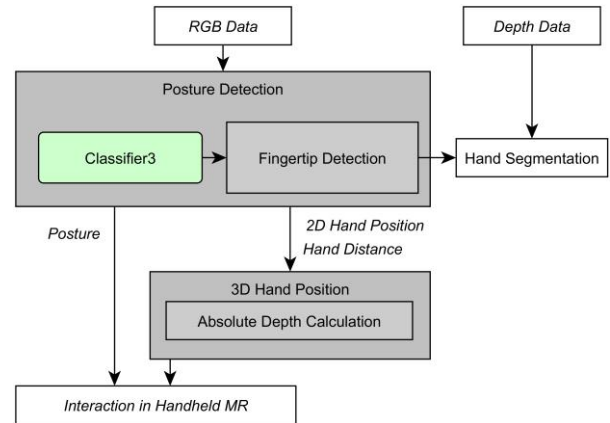 RGB Data
Depth Data
Posture Detection
Classifier3
Fingertip Detection
Hand Segmentation
Posture
2D Hand Position
Hand Distance
3D Hand Position
Absolute Depth Calculation
Interaction in Handheld MR